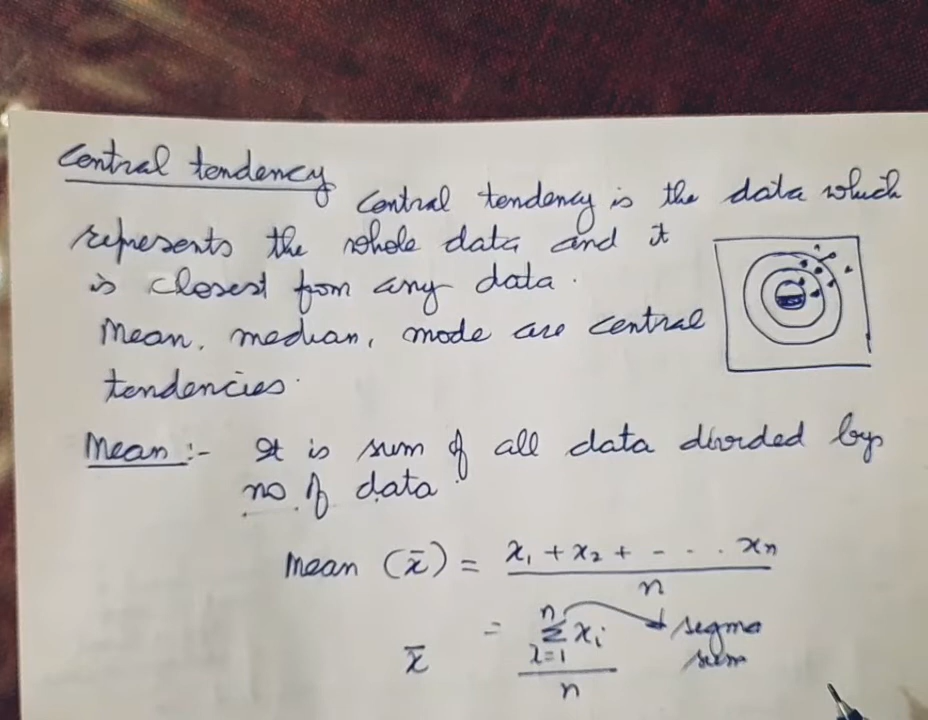 Central tendency
Central tendency is the data which
represents the whole data and it
is closest from any data.
Mean, median, mode are central
tendencies.
Mean :- It is sum of all data divided by
no. of data
Mean (x̄) = x₁ + x₂ + - - . . xₙ / n
x̄ = Σⁿᵢ₌₁ xᵢ / n → segma
sum